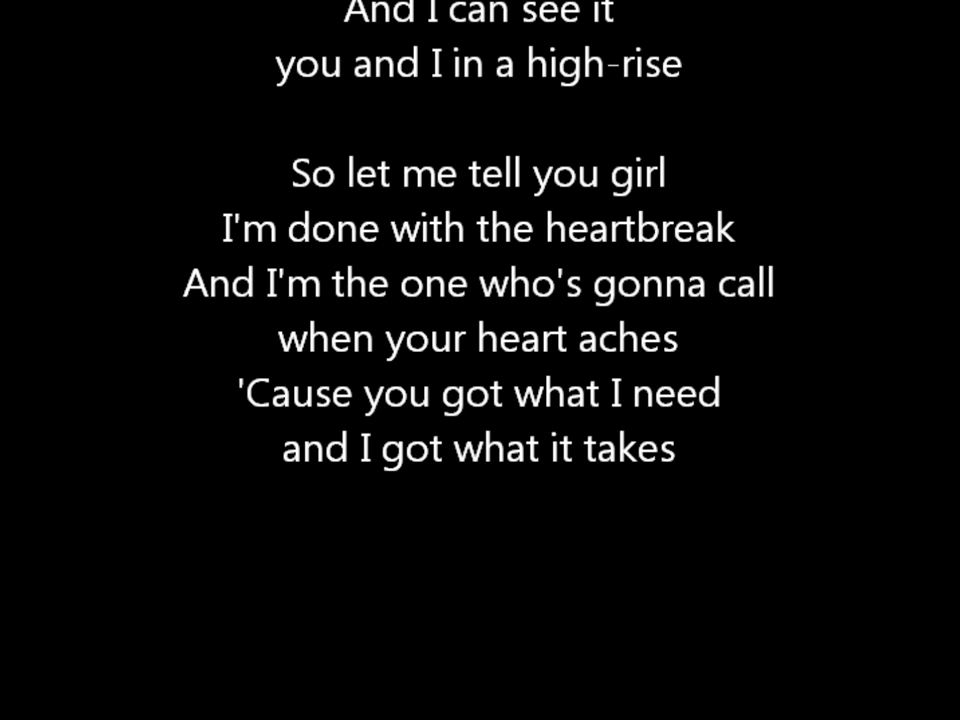 And I can see it
you and I in a high-rise
So let me tell you girl
I'm done with the heartbreak
And I'm the one who's gonna call
when your heart aches
'Cause you got what I need
and I got what it takes